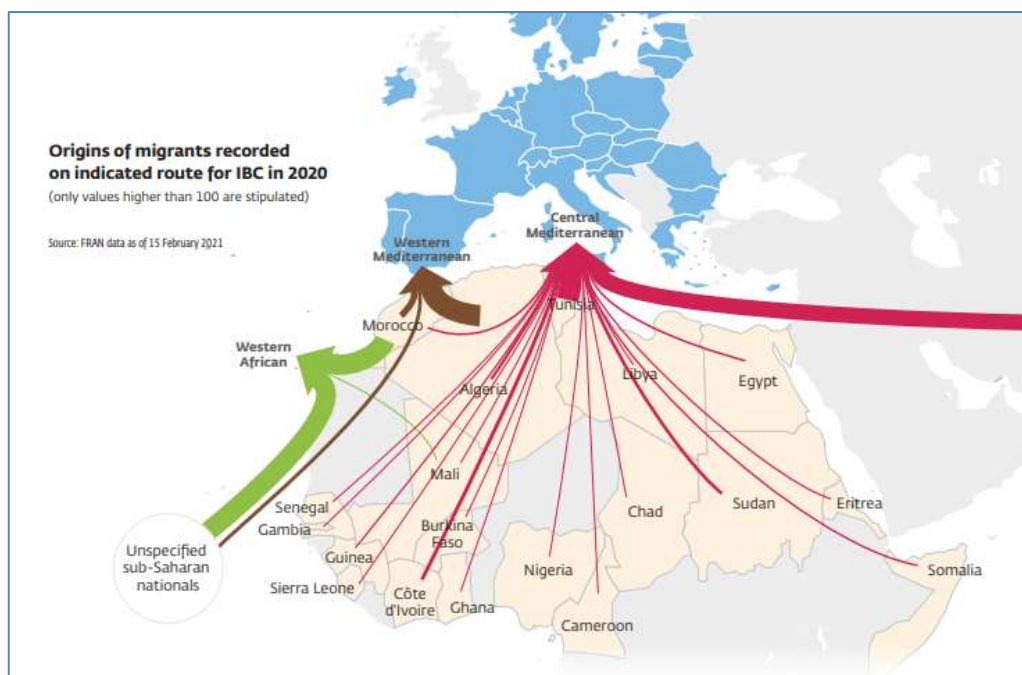 Origins of migrants recorded
on indicated route for IBC in 2020
(only values higher than 100 are stipulated)
Source: FRAN data as of 15 February 2021
Central
Mediterranean
Western
Mediterranean
Tunisia
Morocco
Western
African
Libya
Egypt
Algeria
Mali
Senegal
Gambia
Burkina
Faso
Chad
Sudan
Eritrea
Unspecified
sub-Saharan
nationals
Guinea
Sierra Leone
Côte
d'Ivoire
Ghana
Nigeria
Cameroon
Somalia